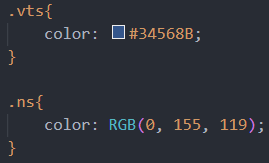 .vts{
    color: #34568B;
}

.ns{
    color: RGB(0, 155, 119);
}